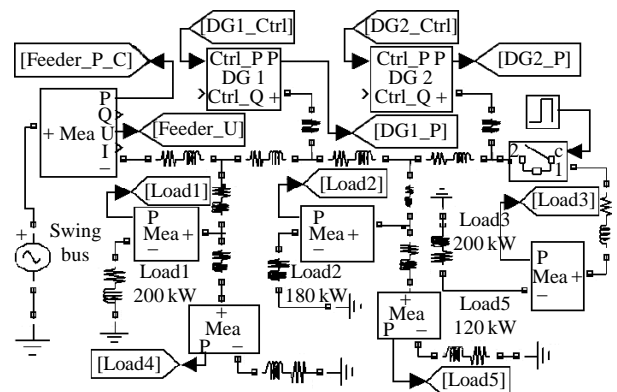 [DG1_Ctrl]
[DG2_Ctrl]
[Feeder_P_C]
Ctrl_P P
DG 1
Ctrl_Q +
Ctrl_P P
DG 2
Ctrl_Q +
[DG2_P]
P
Q
+ Mea U
I
−
[Feeder_U]
[DG1_P]
2 c
1
[Load1]
[Load2]
[Load3]
P
Mea +
−
P
Mea +
−
Load3
200 kW
P
Mea +
−
+
Swing
bus
Load1
200 kW
Load2
180 kW
Load5
120 kW
+
Mea
P −
+
Mea
P −
[Load4]
[Load5]